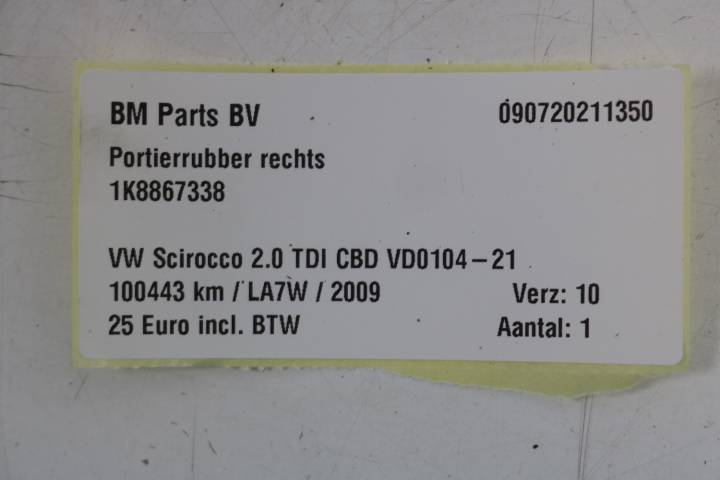 BM Parts BV 090720211350
Portierrubber rechts
1K8867338
VW Scirocco 2.0 TDI CBD VD0104-21
100443 km / LA7W / 2009 Verz: 10
25 Euro incl. BTW Aantal: 1